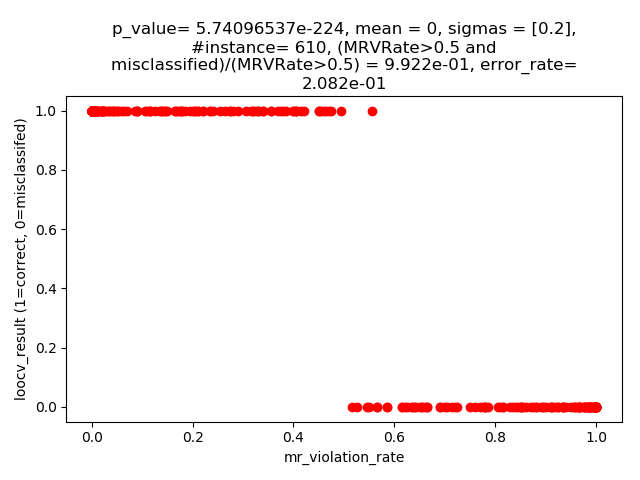 p_value= 5.74096537e-224, mean = 0, sigmas = [0.2],
#instance= 610, (MRVRate>0.5 and
misclassified)/(MRVRate>0.5) = 9.922e-01, error_rate=
2.082e-01
1.0
0.8
0.6
0.4
0.2
0.0
loocv_result (1=correct, 0=misclassifed)
0.0
0.2
0.4
0.6
0.8
1.0
mr_violation_rate